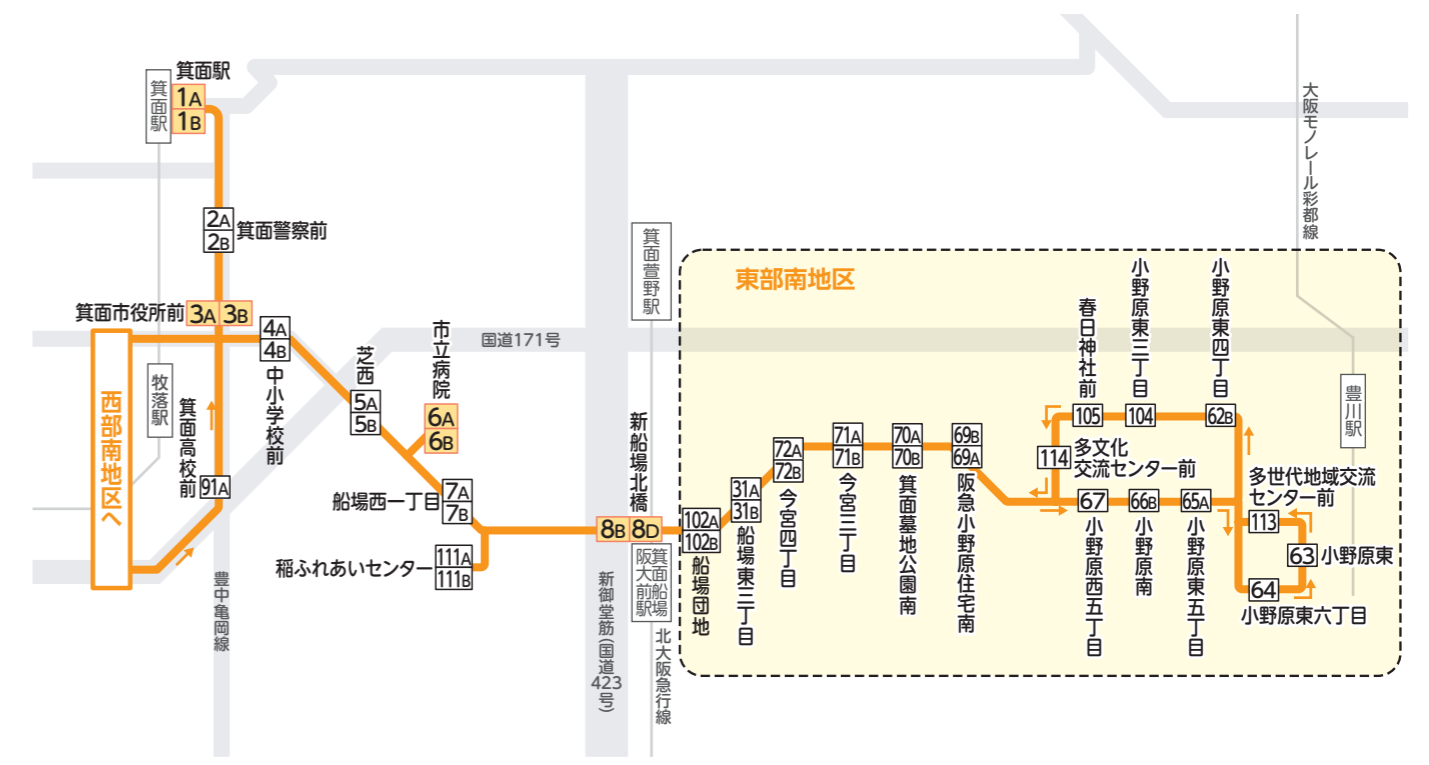 箕面駅
箕面駅
1A
1B
2A
2B
箕面警察前
箕面市役所前
3A
3B
4A
4B
中小学校前
西部南地区へ
牧落駅
箕面高校前
91A
豊中亀岡線
芝西
5A
5B
市立病院
6A
6B
国道171号
船場西一丁目
7A
7B
稲ふれあいセンター
111A
111B
新船場北橋
8B
8D
箕面萱野駅
箕面船場
阪大前駅
新御堂筋(国道423号)
北大阪急行線
東部南地区
102A
102B
船場団地
31A
31B
船場東三丁目
72A
72B
今宮四丁目
71A
71B
今宮三丁目
70A
70B
箕面墓地公園南
69B
69A
阪急小野原住宅南
春日神社前
105
小野原東三丁目
104
小野原東四丁目
62B
114
多文化
交流センター前
67
小野原西五丁目
66B
小野原南
65A
小野原東五丁目
多世代地域交流
センター前
113
63
小野原東
64
小野原東六丁目
大阪モノレール彩都線
豊川駅